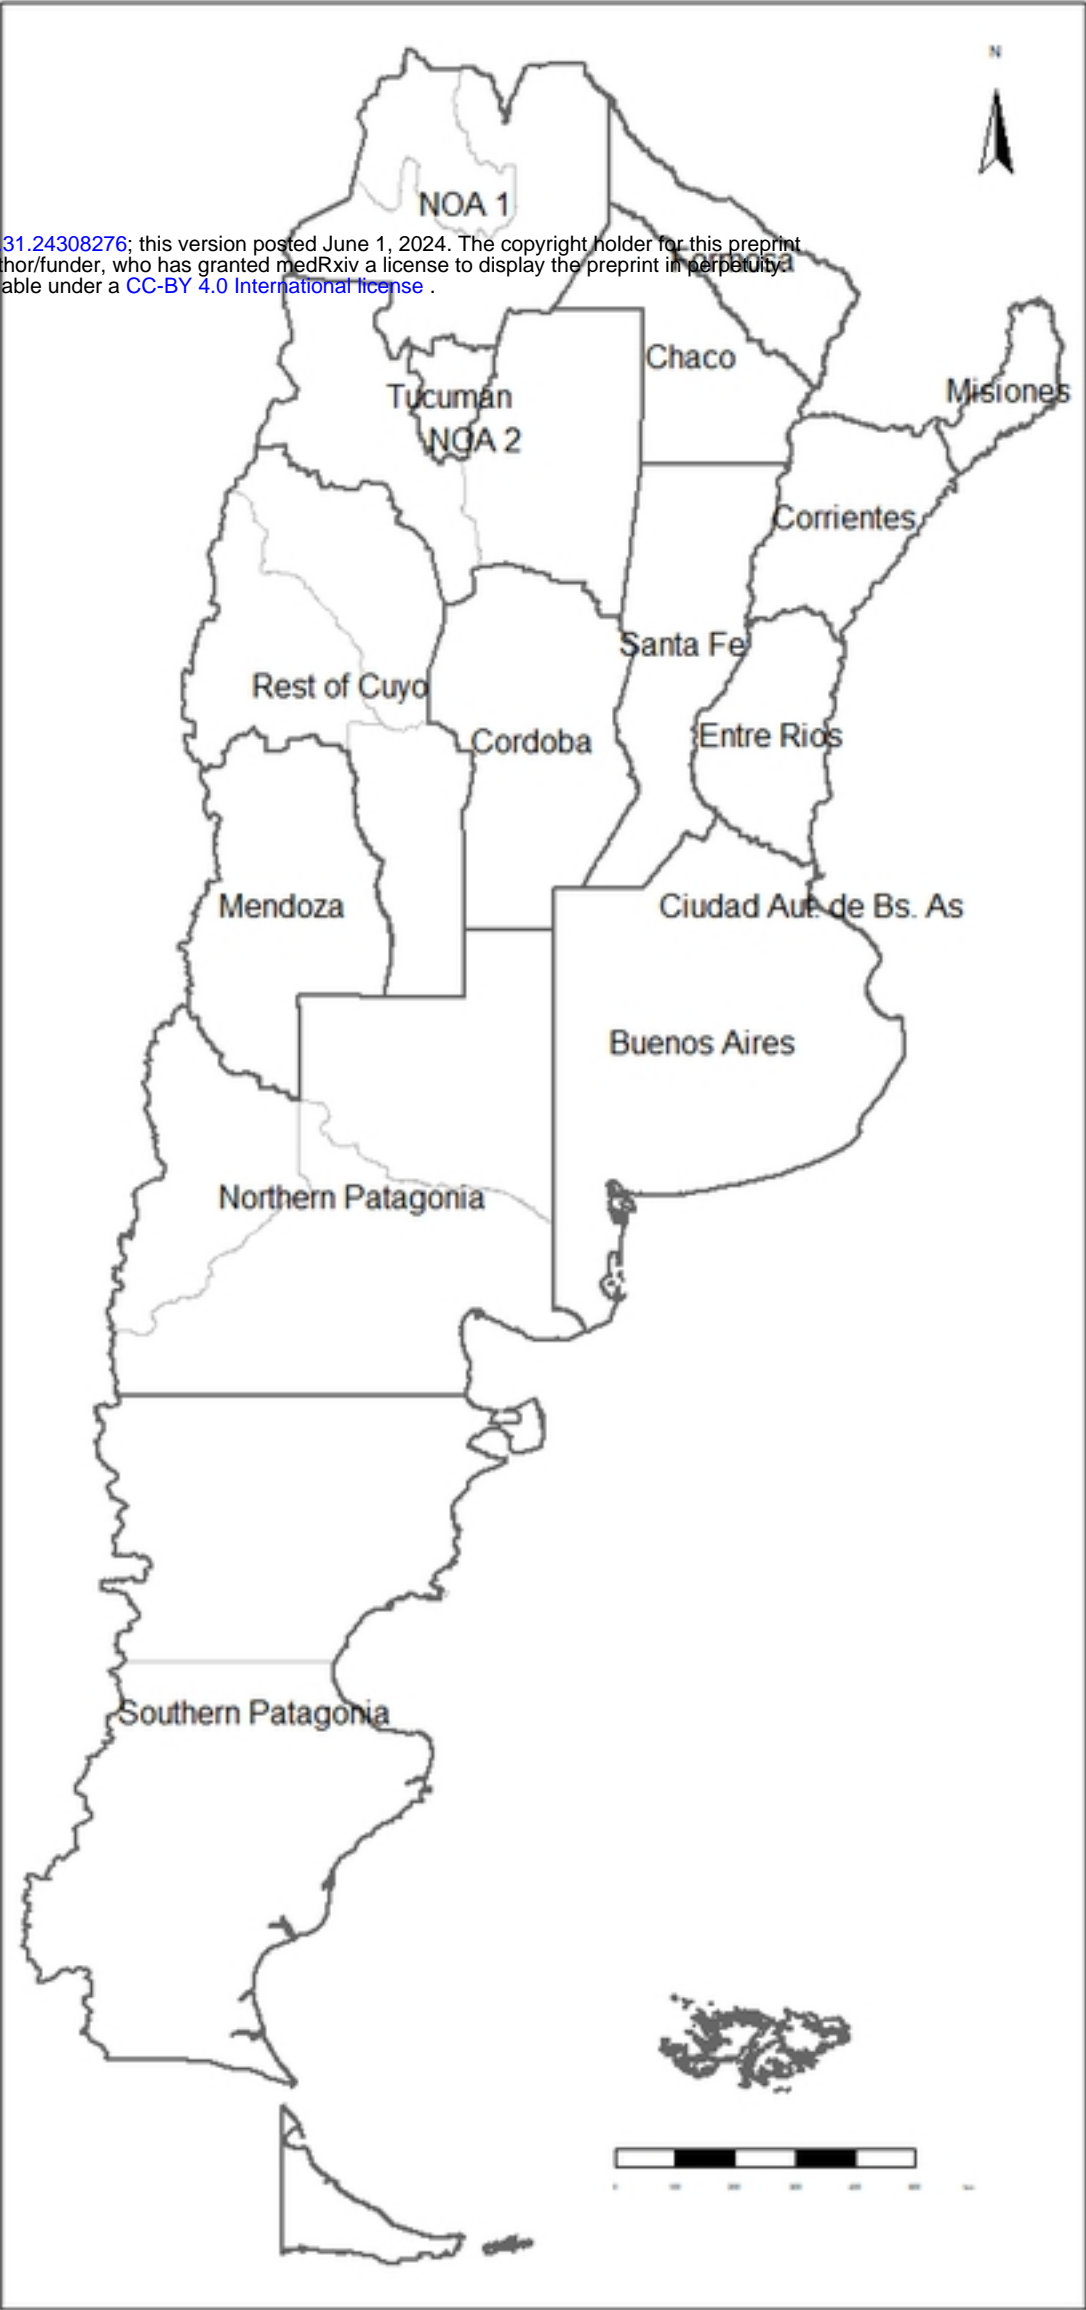 N
NOA 1
31.24308276; this version posted June 1, 2024. The copyright holder for this preprint
Formosa
thor/funder, who has granted medRxiv a license to display the preprint in perpetuity.
able under a CC-BY 4.0 International license .
Chaco
Misiones
Tucuman
NOA 2
Corrientes
Santa Fe
Rest of Cuyo
Entre Rios
Cordoba
Mendoza
Ciudad Aut. de Bs. As
Buenos Aires
Northern Patagonia
Southern Patagonia